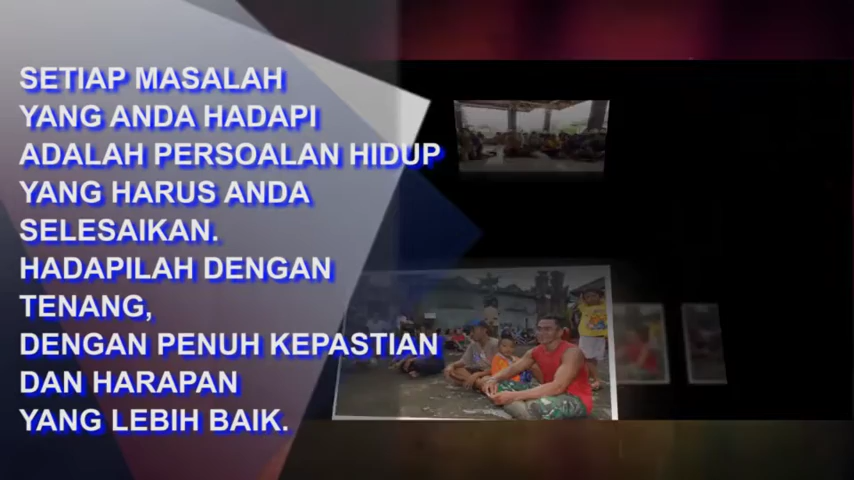 SETIAP MASALAH
YANG ANDA HADAPI
ADALAH PERSOALAN HIDUP
YANG HARUS ANDA
SELESAIKAN.
HADAPILAH DENGAN
TENANG,
DENGAN PENUH KEPASTIAN
DAN HARAPAN
YANG LEBIH BAIK.